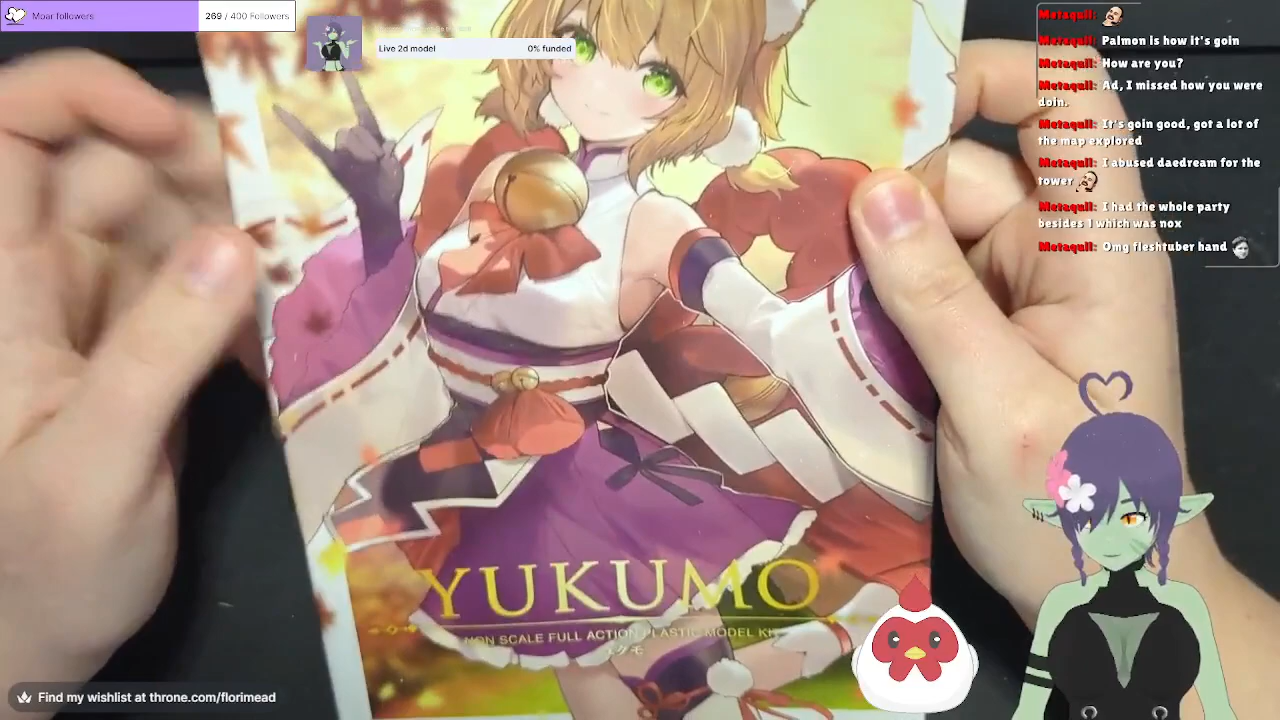 Moar followers
269 / 400 Followers
Live 2d model
0% funded
Metaquil:
Metaquil: Palmon is how it's goin
Metaquil: How are you?
Metaquil: Ad, I missed how you were
doin.
Metaquil: It's goin good, got a lot of
the map explored
Metaquil: I abused daedream for the
tower
Metaquil: I had the whole party
besides 1 which was nox
Metaquil: Omg fleshtuber hand
YUKUMO
NON SCALE FULL ACTION PLASTIC MODEL KIT
ユクモ
Find my wishlist at throne.com/florimead